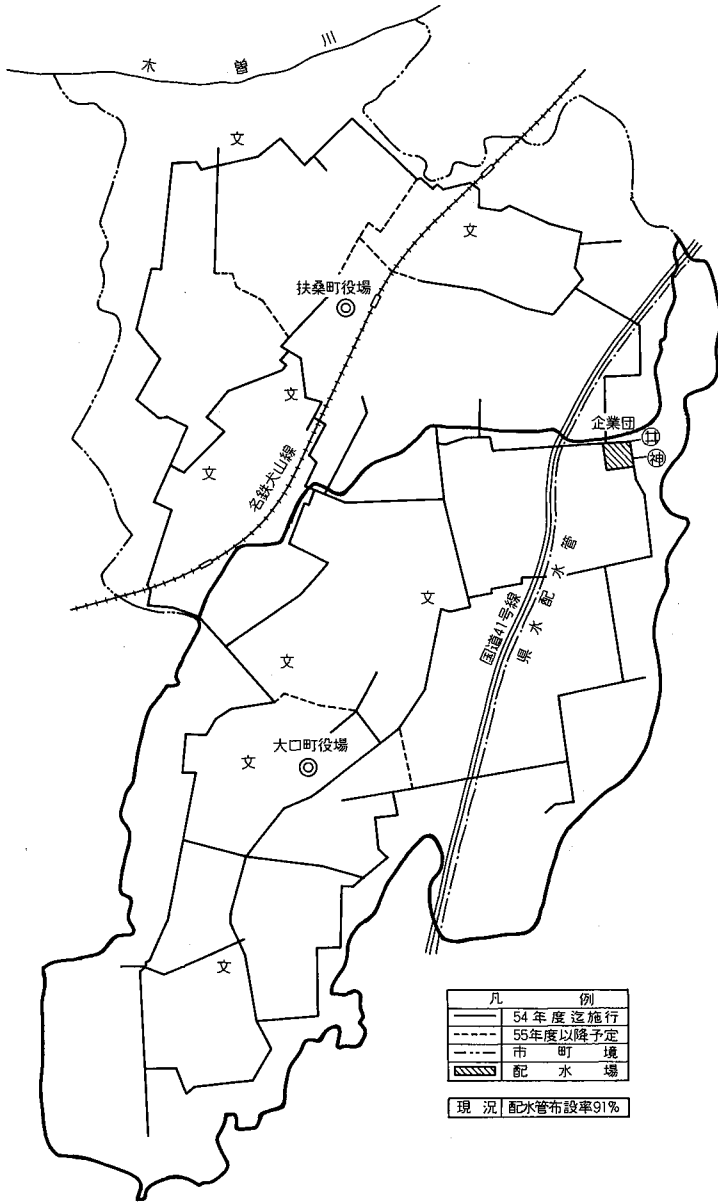 木曽川
文
文
扶桑町役場
文
企業団
井
神
文
名鉄犬山線
国道41号線
県水配水管
文
文
大口町役場
文
文
凡例
54年度迄施行
55年度以降予定
市町境
配水場
現況 配水管布設率91%